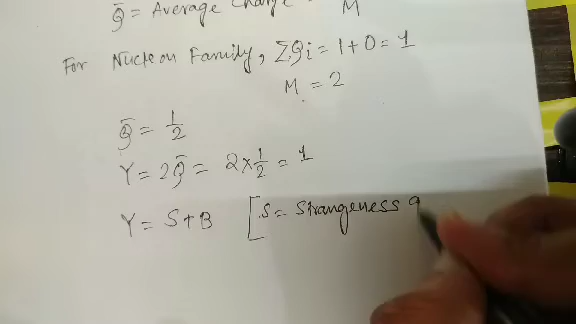 Q̄ = Average Charge = 
M
For Nucleon Family, ΣQi = 1 + 0 = 1
M = 2
Q̄ = 1/2
Y = 2Q̄ = 2 × 1/2 = 1
Y = S + B [S = Strangeness q